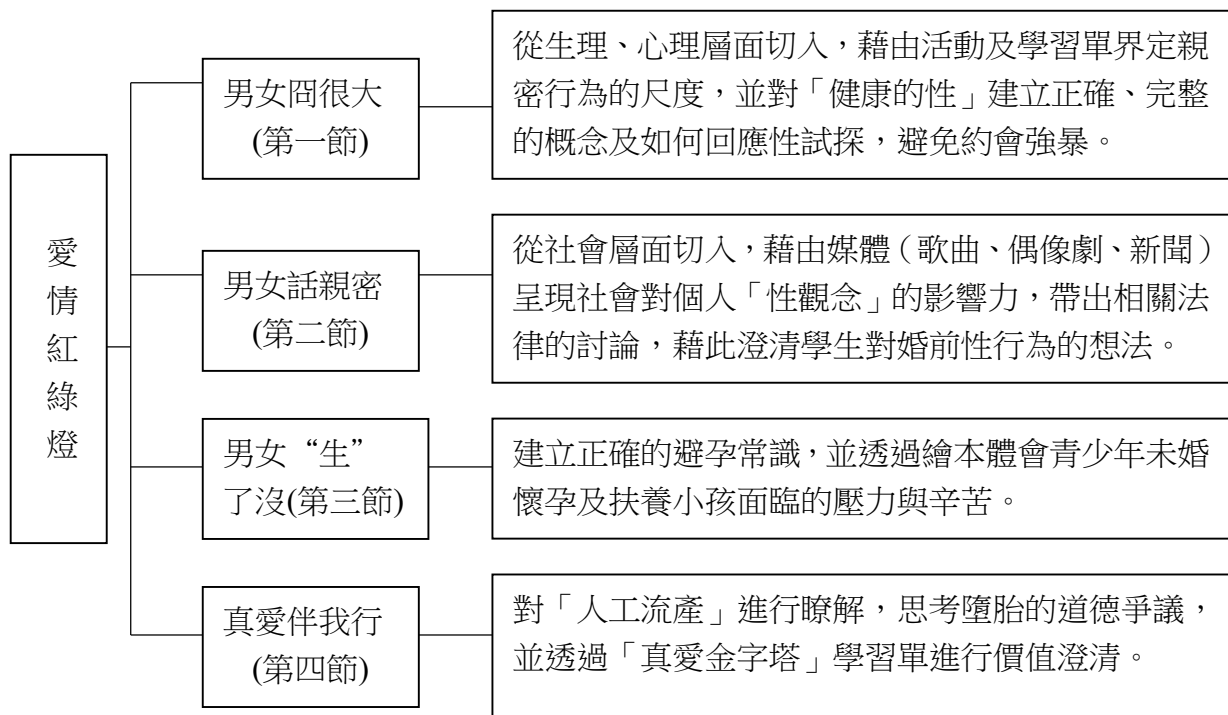 愛
情
紅
綠
燈
男女冏很大
(第一節)
從生理、心理層面切入，藉由活動及學習單界定親
密行為的尺度，並對「健康的性」建立正確、完整
的概念及如何回應性試探，避免約會強暴。
男女話親密
(第二節)
從社會層面切入，藉由媒體（歌曲、偶像劇、新聞）
呈現社會對個人「性觀念」的影響力，帶出相關法
律的討論，藉此澄清學生對婚前性行為的想法。
男女“生”
了沒(第三節)
建立正確的避孕常識，並透過繪本體會青少年未婚
懷孕及扶養小孩面臨的壓力與辛苦。
真愛伴我行
(第四節)
對「人工流產」進行瞭解，思考墮胎的道德爭議，
並透過「真愛金字塔」學習單進行價值澄清。